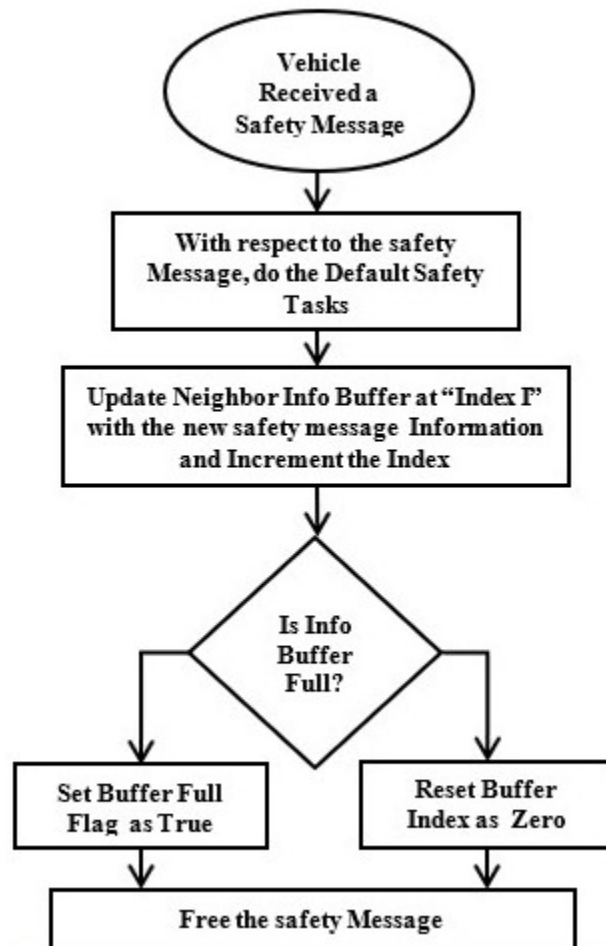 Vehicle
Received a
Safety Message
With respect to the safety
Message, do the Default Safety
Tasks
Update Neighbor Info Buffer at “Index I”
with the new safety message Information
and Increment the Index
Is Info
Buffer
Full?
Set Buffer Full
Flag as True
Reset Buffer
Index as Zero
Free the safety Message